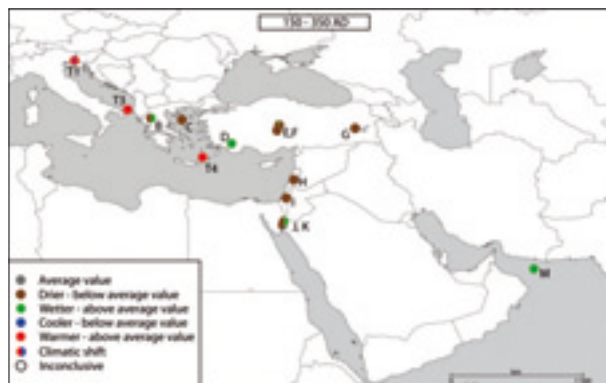 150 - 350 AD
T1
T3
B
C
D
E,F
G
T4
H
I
J, K
M
Average value
Drier - below average value
Wetter - above average value
Cooler - below average value
Warmer - above average value
Climatic shift
Inconclusive